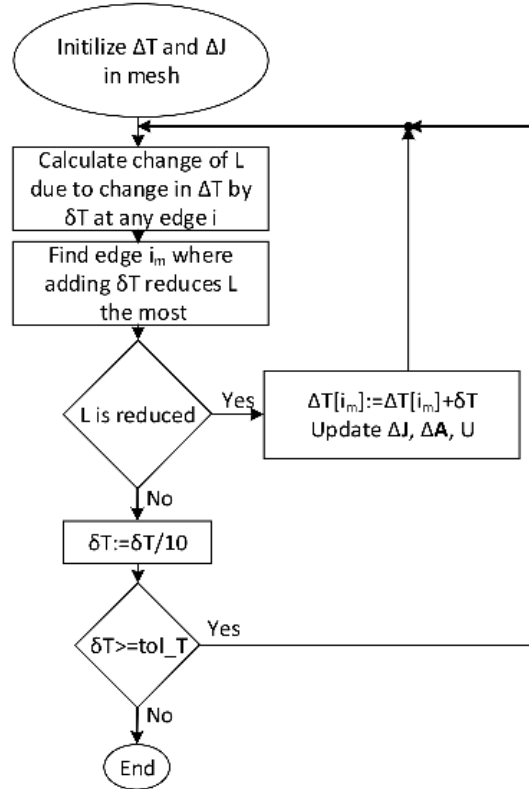 Initilize ΔT and ΔJ
in mesh
Calculate change of L
due to change in ΔT by
δT at any edge i
Find edge iₘ where
adding δT reduces L
the most
L is reduced
Yes
ΔT[iₘ]:=ΔT[iₘ]+δT
Update ΔJ, ΔA, U
No
δT:=δT/10
δT>=tol_T
Yes
No
End